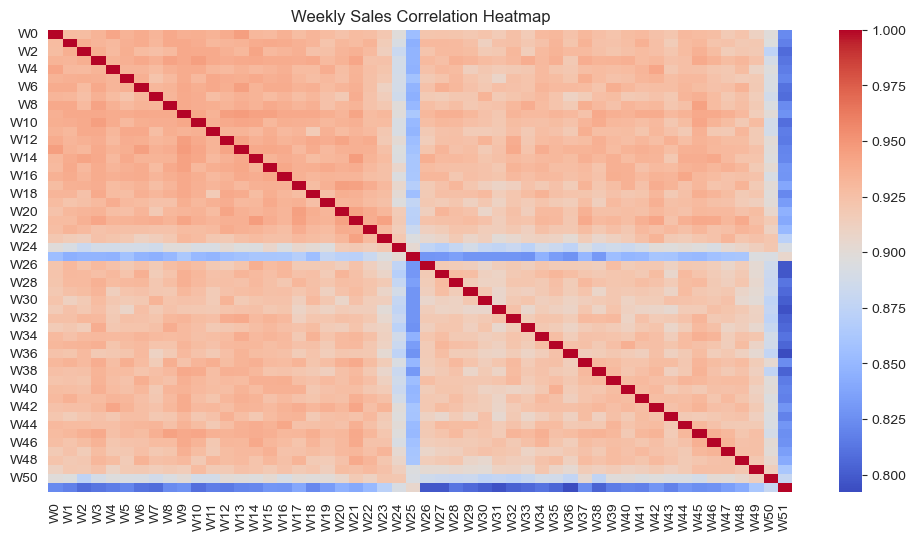 Weekly Sales Correlation Heatmap
W0
W2
W4
W6
W8
W10
W12
W14
W16
W18
W20
W22
W24
W26
W28
W30
W32
W34
W36
W38
W40
W42
W44
W46
W48
W50
W0 W1 W2 W3 W4 W5 W6 W7 W8 W9 W10 W11 W12 W13 W14 W15 W16 W17 W18 W19 W20 W21 W22 W23 W24 W25 W26 W27 W28 W29 W30 W31 W32 W33 W34 W35 W36 W37 W38 W39 W40 W41 W42 W43 W44 W45 W46 W47 W48 W49 W50 W51
1.000
0.975
0.950
0.925
0.900
0.875
0.850
0.825
0.800